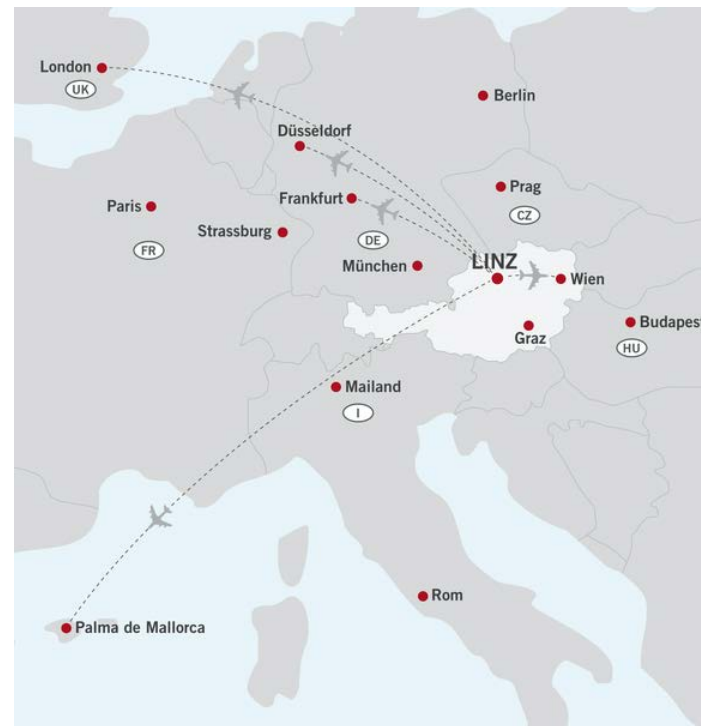 London
UK
Berlin
Düsseldorf
Prag
Frankfurt
Paris
CZ
Strassburg
DE
FR
LINZ
München
Wien
Budapest
Graz
HU
Mailand
I
Rom
Palma de Mallorca